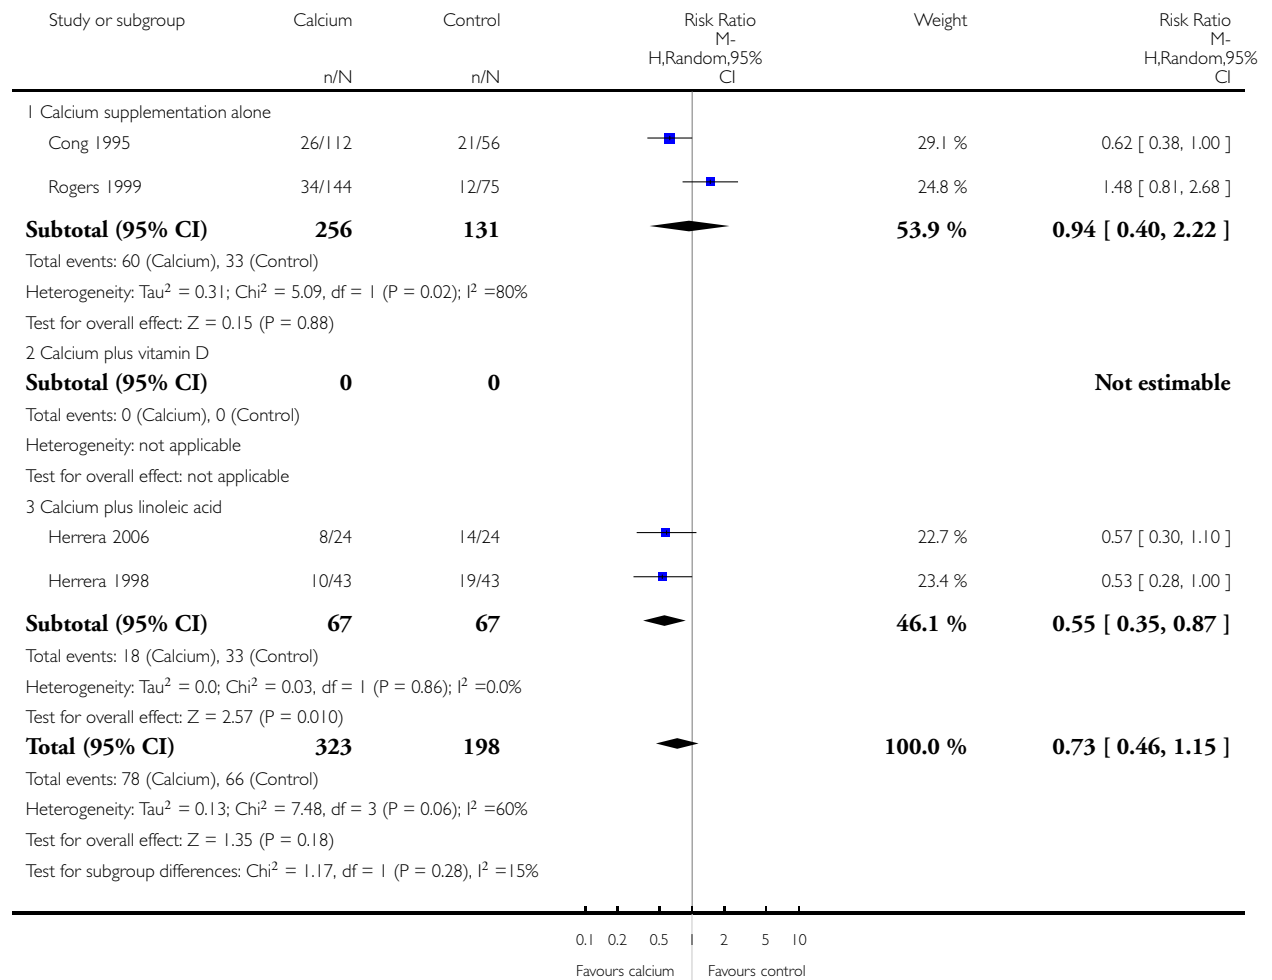 Study or subgroup Calcium Control Risk Ratio Weight Risk Ratio
M- M-
H,Random,95% H,Random,95%
n/N n/N CI CI
1 Calcium supplementation alone
Cong 1995 26/112 21/56 29.1 % 0.62 [ 0.38, 1.00 ]
Rogers 1999 34/144 12/75 24.8 % 1.48 [ 0.81, 2.68 ]
Subtotal (95% CI) 256 131 53.9 % 0.94 [ 0.40, 2.22 ]
Total events: 60 (Calcium), 33 (Control)
Heterogeneity: Tau² = 0.31; Chi² = 5.09, df = 1 (P = 0.02); I² =80%
Test for overall effect: Z = 0.15 (P = 0.88)
2 Calcium plus vitamin D
Subtotal (95% CI) 0 0 Not estimable
Total events: 0 (Calcium), 0 (Control)
Heterogeneity: not applicable
Test for overall effect: not applicable
3 Calcium plus linoleic acid
Herrera 2006 8/24 14/24 22.7 % 0.57 [ 0.30, 1.10 ]
Herrera 1998 10/43 19/43 23.4 % 0.53 [ 0.28, 1.00 ]
Subtotal (95% CI) 67 67 46.1 % 0.55 [ 0.35, 0.87 ]
Total events: 18 (Calcium), 33 (Control)
Heterogeneity: Tau² = 0.0; Chi² = 0.03, df = 1 (P = 0.86); I² =0.0%
Test for overall effect: Z = 2.57 (P = 0.010)
Total (95% CI) 323 198 100.0 % 0.73 [ 0.46, 1.15 ]
Total events: 78 (Calcium), 66 (Control)
Heterogeneity: Tau² = 0.13; Chi² = 7.48, df = 3 (P = 0.06); I² =60%
Test for overall effect: Z = 1.35 (P = 0.18)
Test for subgroup differences: Chi² = 1.17, df = 1 (P = 0.28), I² =15%
0.1 0.2 0.5 1 2 5 10
Favours calcium Favours control